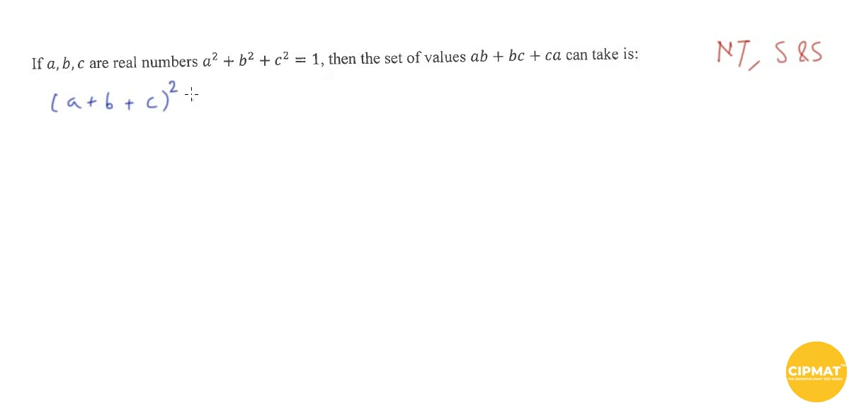 If a, b, c are real numbers a² + b² + c² = 1, then the set of values ab + bc + ca can take is:
NT, S & S
(a + b + c)²
CIPMAT